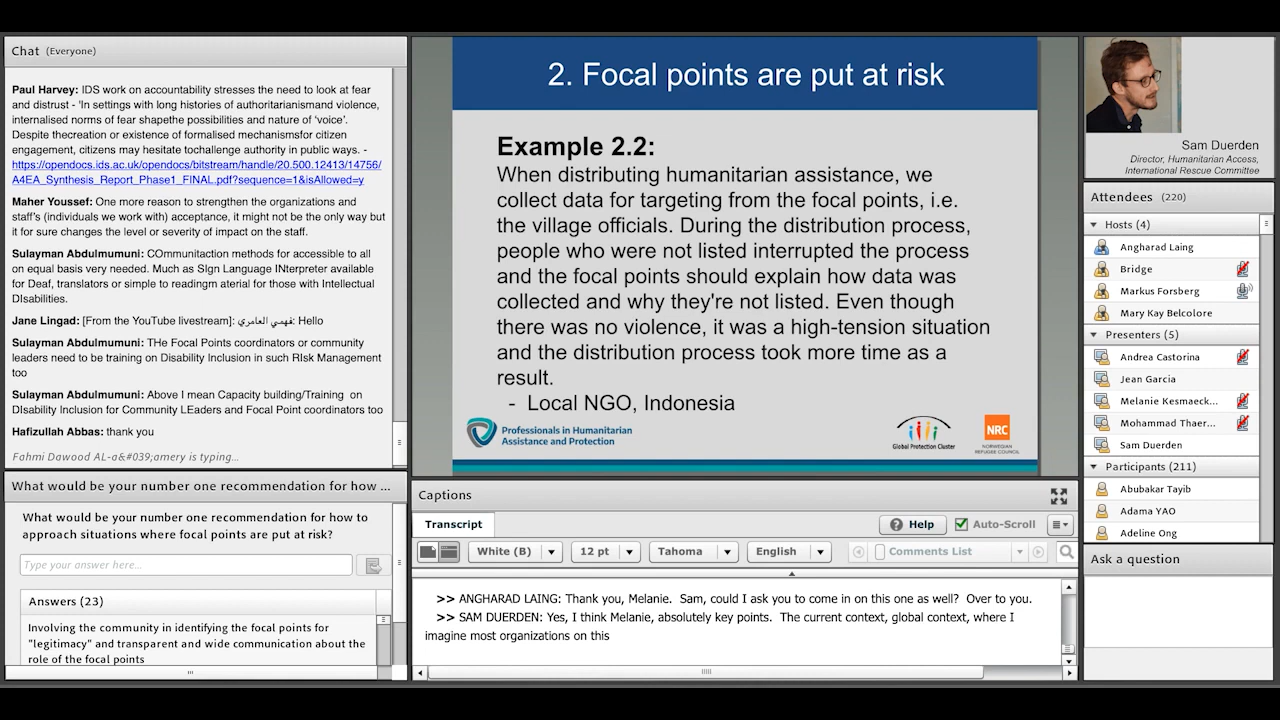 Chat (Everyone)
Paul Harvey: IDS work on accountability stresses the need to look at fear
and distrust - 'In settings with long histories of authoritarianismand violence,
internalised norms of fear shapethe possibilities and nature of 'voice'.
Despite thecreation or existence of formalised mechanismsfor citizen
engagement, citizens may hesitate tochallenge authority in public ways. -
https://opendocs.ids.ac.uk/opendocs/bitstream/handle/20.500.12413/14756/
A4EA_Synthesis_Report_Phase1_FINAL.pdf?sequence=1&isAllowed=y
Maher Youssef: One more reason to strengthen the organizations and
staff's (individuals we work with) acceptance, it might not be the only way but
it for sure changes the level or severity of impact on the staff.
Sulayman Abdulmumuni: COmmunitaction methods for accessible to all
on equal basis very needed. Much as SIgn Language INterpreter available
for Deaf, translators or simple to readingm aterial for those with Intellectual
DIsabilities.
Jane Lingad: [From the YouTube livestream]: فهمي العامري: Hello
Sulayman Abdulmumuni: THe Focal Points coordinators or community
leaders need to be training on Disability Inclusion in such RIsk Management
too
Sulayman Abdulmumuni: Above I mean Capacity building/Training on
DIsability Inclusion for Community LEaders and Focal Point coordinators too
Hafizullah Abbas: thank you
Fahmi Dawood AL-a&#039;amery is typing...
What would be your number one recommendation for how ...
What would be your number one recommendation for how to
approach situations where focal points are put at risk?
Type your answer here...
Answers (23)
Involving the community in identifying the focal points for
"legitimacy" and transparent and wide communication about the
role of the focal points
2. Focal points are put at risk
Example 2.2:
When distributing humanitarian assistance, we
collect data for targeting from the focal points, i.e.
the village officials. During the distribution process,
people who were not listed interrupted the process
and the focal points should explain how data was
collected and why they're not listed. Even though
there was no violence, it was a high-tension situation
and the distribution process took more time as a
result.
- Local NGO, Indonesia
Professionals in Humanitarian
Assistance and Protection
Global Protection Cluster
NRC
NORWEGIAN
REFUGEE COUNCIL
Captions
Transcript
Help
Auto-Scroll
White (B)
12 pt
Tahoma
English
Comments List
>> ANGHARAD LAING: Thank you, Melanie. Sam, could I ask you to come in on this one as well? Over to you.
>> SAM DUERDEN: Yes, I think Melanie, absolutely key points. The current context, global context, where I
imagine most organizations on this
Sam Duerden
Director, Humanitarian Access,
International Rescue Committee
Attendees (220)
Hosts (4)
Angharad Laing
Bridge
Markus Forsberg
Mary Kay Belcolore
Presenters (5)
Andrea Castorina
Jean Garcia
Melanie Kesmaeck...
Mohammad Thaer...
Sam Duerden
Participants (211)
Abubakar Tayib
Adama YAO
Adeline Ong
Ask a question